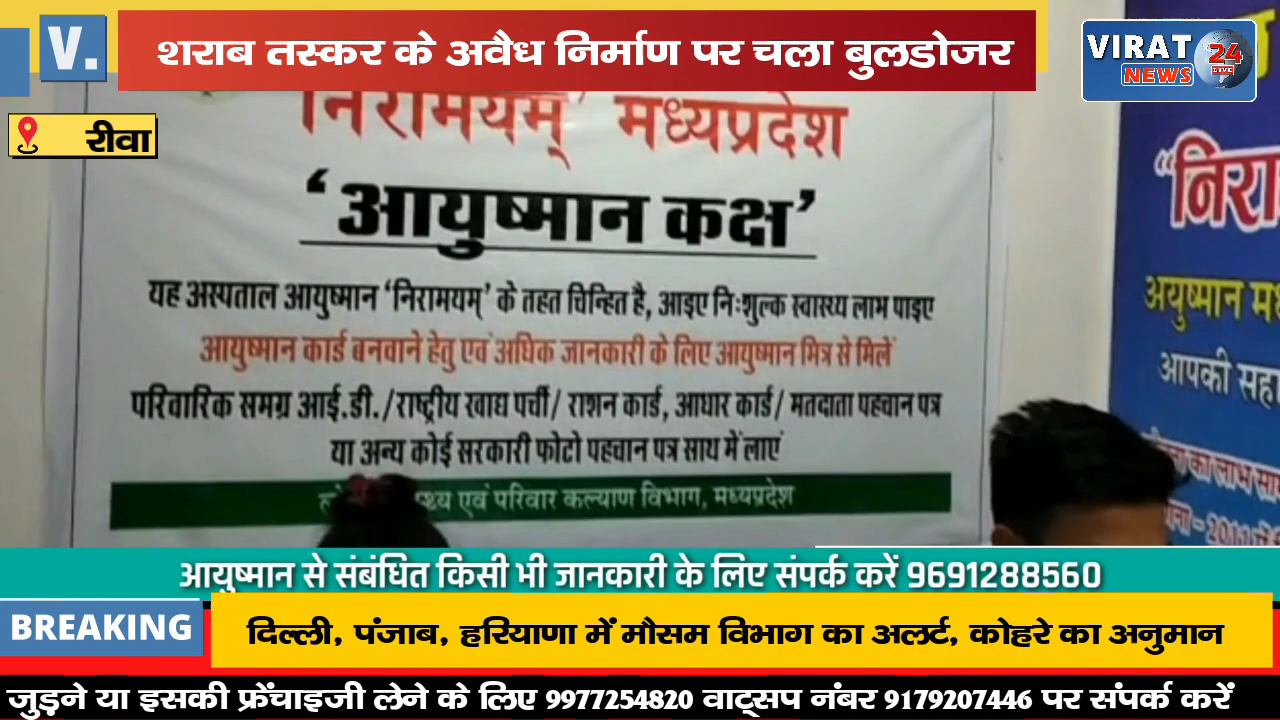 V.
शराब तस्कर के अवैध निर्माण पर चला बुलडोजर
VIRAT 24
NEWS LIVE
रीवा
निरामयम्' मध्यप्रदेश
'आयुष्मान कक्ष'
यह अस्पताल आयुष्मान 'निरामयम्' के तहत चिन्हित है, आइए निःशुल्क स्वास्थ्य लाभ पाइए
आयुष्मान कार्ड बनवाने हेतु एवं अधिक जानकारी के लिए आयुष्मान मित्र से मिलें
परिवारिक समग्र आई.डी./राष्ट्रीय खाद्य पर्ची/ राशन कार्ड, आधार कार्ड/ मतदाता पहचान पत्र
या अन्य कोई सरकारी फोटो पहचान पत्र साथ में लाएं
एवं परिवार कल्याण विभाग, मध्यप्रदेश
"निरा
अयुष्मान मध
आपकी सहा
का लाभ
आयुष्मान से संबंधित किसी भी जानकारी के लिए संपर्क करें 9691288560
BREAKING
दिल्ली, पंजाब, हरियाणा में मौसम विभाग का अलर्ट, कोहरे का अनुमान
जुड़ने या इसकी फ्रेंचाइजी लेने के लिए 9977254820 वाट्सप नंबर 9179207446 पर संपर्क करें